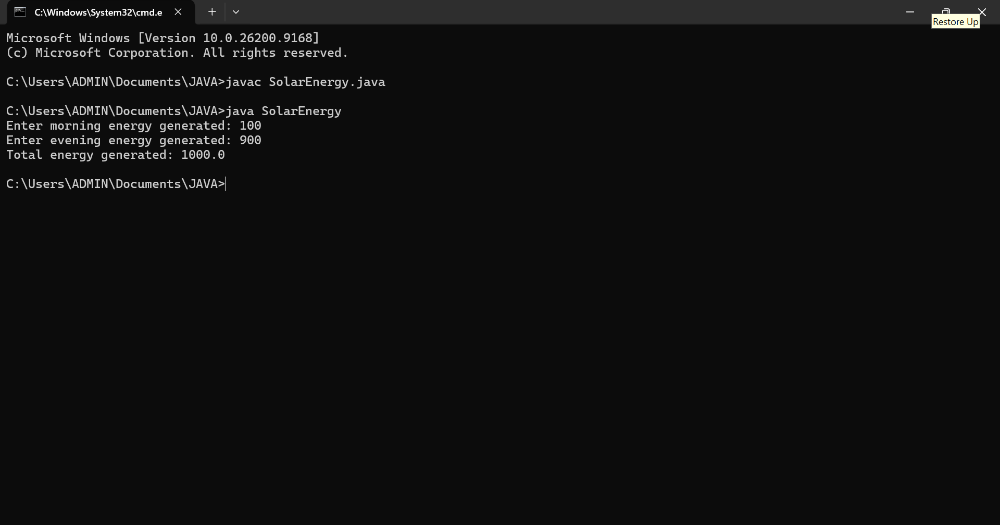 C:\Windows\System32\cmd.e
Restore Up
Microsoft Windows [Version 10.0.26200.9168]
(c) Microsoft Corporation. All rights reserved.
C:\Users\ADMIN\Documents\JAVA>javac SolarEnergy.java
C:\Users\ADMIN\Documents\JAVA>java SolarEnergy
Enter morning energy generated: 100
Enter evening energy generated: 900
Total energy generated: 1000.0
C:\Users\ADMIN\Documents\JAVA>